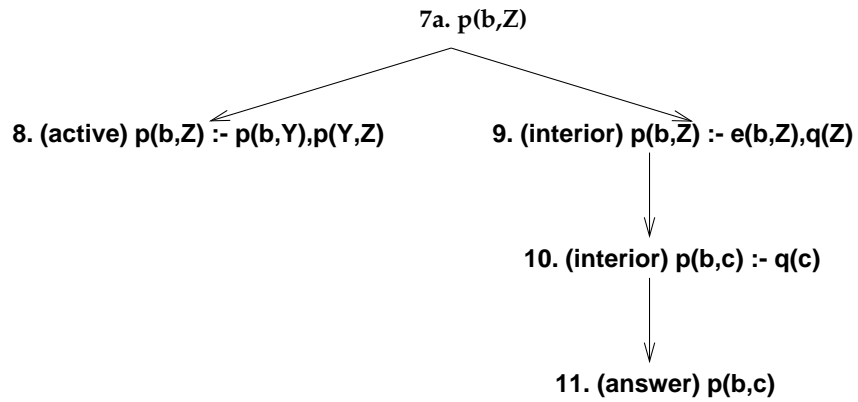 7a. p(b,Z)
8. (active) p(b,Z) :- p(b,Y),p(Y,Z)
9. (interior) p(b,Z) :- e(b,Z),q(Z)
10. (interior) p(b,c) :- q(c)
11. (answer) p(b,c)